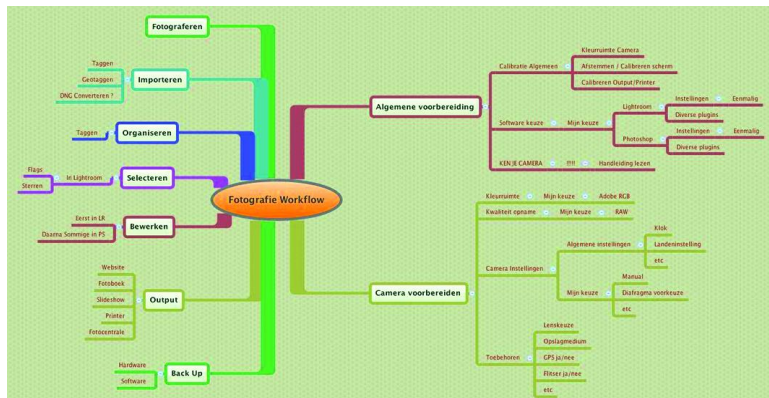 Fotografie Workflow
Fotograferen
Importeren
Taggen
Geotaggen
DNG Converteren ?
Organiseren
Taggen
Selecteren
In Lightroom
Flags
Sterren
Bewerken
Eerst in LR
Daarna Sommige in PS
Output
Website
Fotoboek
Slideshow
Printer
Fotocentrale
Back Up
Hardware
Software
Algemene voorbereiding
Calibratie Algemeen
Kleurruimte Camera
Afstemmen / Calibreren scherm
Calibreren Output/Printer
Software keuze
Mijn keuze
Lightroom
Instellingen
Eenmalig
Diverse plugins
Photoshop
Instellingen
Eenmalig
Diverse plugins
KEN JE CAMERA
!!!!
Handleiding lezen
Camera voorbereiden
Kleurruimte
Mijn keuze
Adobe RGB
Kwaliteit opname
Mijn keuze
RAW
Camera Instellingen
Algemene instellingen
Klok
Landeninstelling
etc
Mijn keuze
Manual
Diafragma voorkeuze
etc
Toebehoren
Lenskeuze
Opslagmedium
GPS ja/nee
Flitser ja/nee
etc